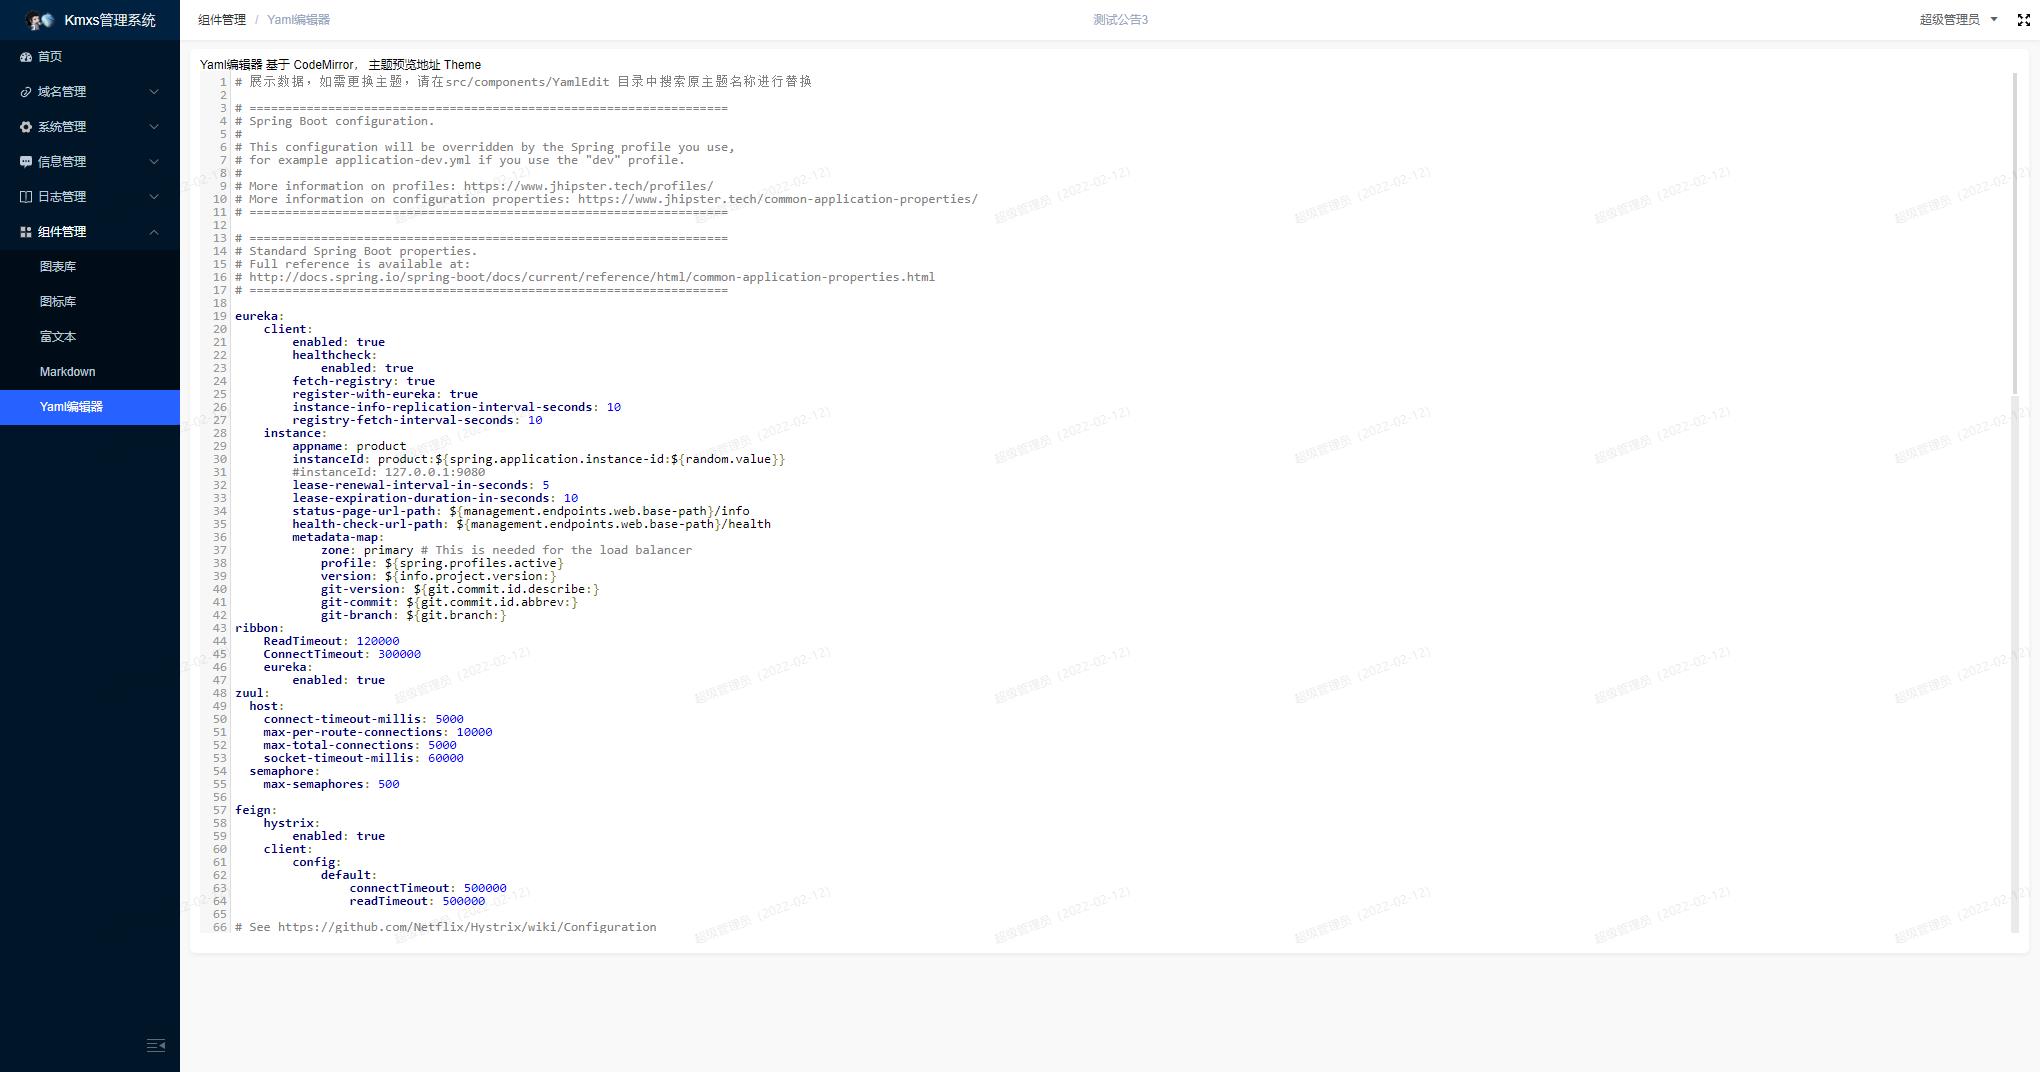 Kmxs管理系统
首页
域名管理
系统管理
信息管理
日志管理
组件管理
图表库
图标库
富文本
Markdown
Yaml编辑器
组件管理 / Yaml编辑器
测试公告3
超级管理员
Yaml编辑器 基于 CodeMirror， 主题预览地址 Theme
1 # 展示数据，如需更换主题，请在src/components/YamlEdit 目录中搜索原主题名称进行替换
2
3 # ===================================================================
4 # Spring Boot configuration.
5 #
6 # This configuration will be overridden by the Spring profile you use,
7 # for example application-dev.yml if you use the "dev" profile.
8 #
9 # More information on profiles: https://www.jhipster.tech/profiles/
10 # More information on configuration properties: https://www.jhipster.tech/common-application-properties/
11 # ===================================================================
12
13 # ===================================================================
14 # Standard Spring Boot properties.
15 # Full reference is available at:
16 # http://docs.spring.io/spring-boot/docs/current/reference/html/common-application-properties.html
17 # ===================================================================
18
19 eureka:
20 client:
21 enabled: true
22 healthcheck:
23 enabled: true
24 fetch-registry: true
25 register-with-eureka: true
26 instance-info-replication-interval-seconds: 10
27 registry-fetch-interval-seconds: 10
28 instance:
29 appname: product
30 instanceId: product:${spring.application.instance-id:${random.value}}
31 #instanceId: 127.0.0.1:9080
32 lease-renewal-interval-in-seconds: 5
33 lease-expiration-duration-in-seconds: 10
34 status-page-url-path: ${management.endpoints.web.base-path}/info
35 health-check-url-path: ${management.endpoints.web.base-path}/health
36 metadata-map:
37 zone: primary # This is needed for the load balancer
38 profile: ${spring.profiles.active}
39 version: ${info.project.version:}
40 git-version: ${git.commit.id.describe:}
41 git-commit: ${git.commit.id.abbrev:}
42 git-branch: ${git.branch:}
43 ribbon:
44 ReadTimeout: 120000
45 ConnectTimeout: 300000
46 eureka:
47 enabled: true
48 zuul:
49 host:
50 connect-timeout-millis: 5000
51 max-per-route-connections: 10000
52 max-total-connections: 5000
53 socket-timeout-millis: 60000
54 semaphore:
55 max-semaphores: 500
56
57 feign:
58 hystrix:
59 enabled: true
60 client:
61 config:
62 default:
63 connectTimeout: 500000
64 readTimeout: 500000
65
66 # See https://github.com/Netflix/Hystrix/wiki/Configuration
超级管理员 (2022-02-12)